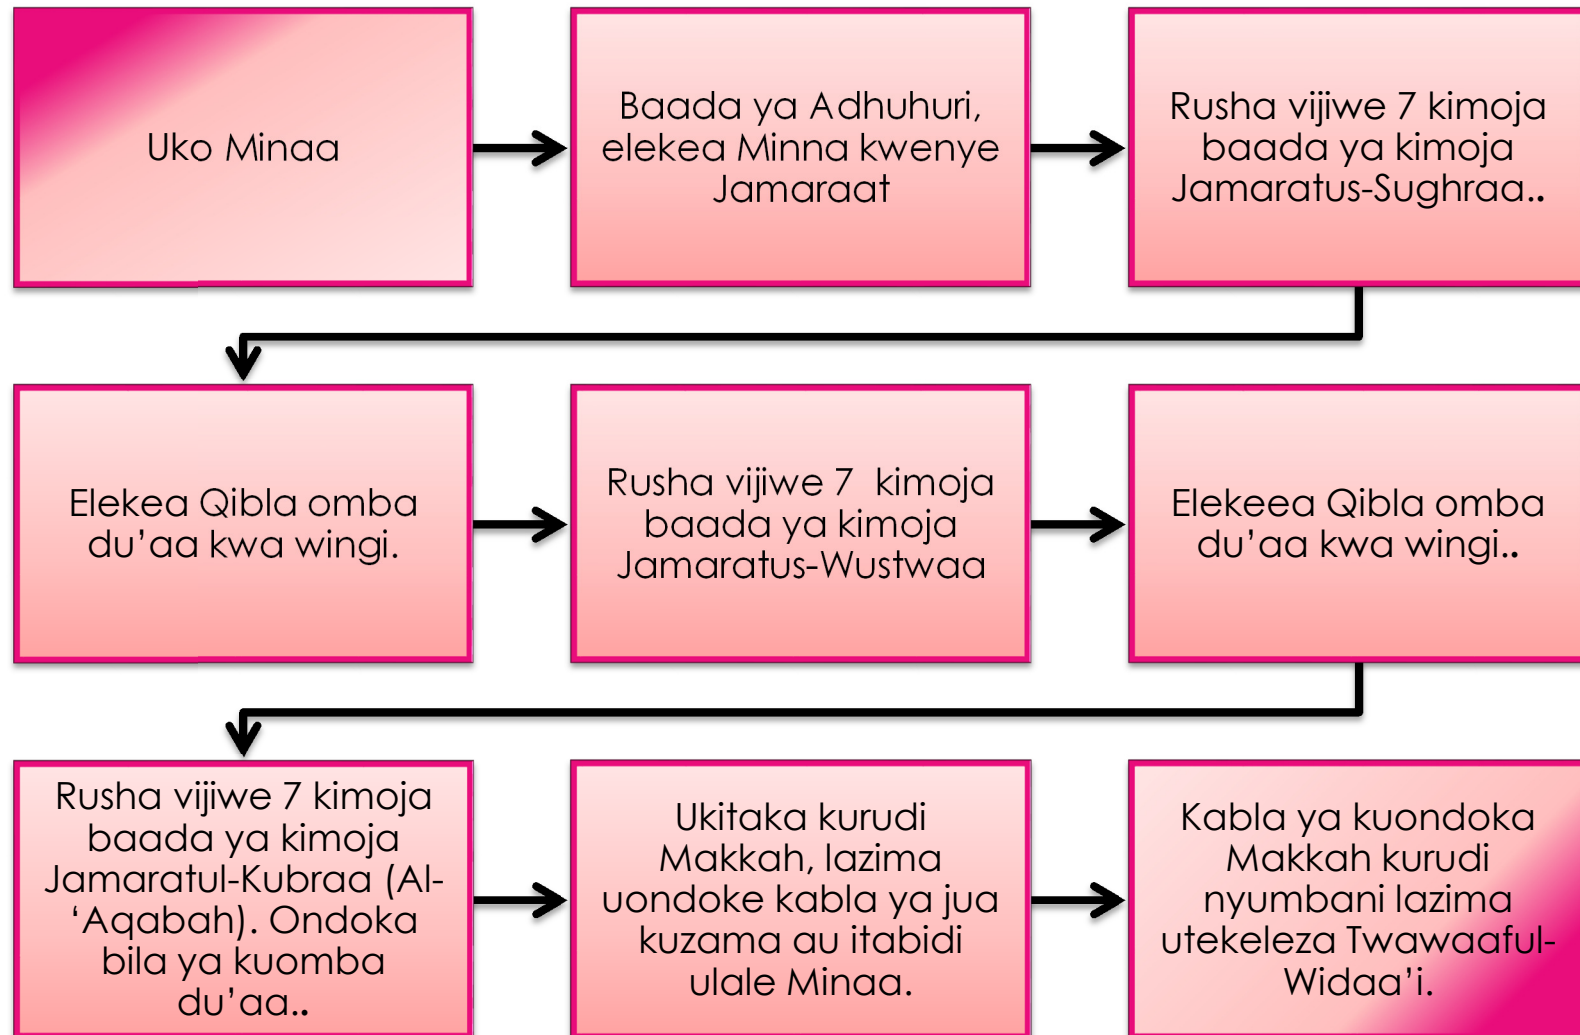 Uko Minaa
Baada ya Adhuhuri,
elekea Minna kwenye
Jamaraat
Rusha vijiwe 7 kimoja
baada ya kimoja
Jamaratus-Sughraa..
Elekea Qibla omba
du’aa kwa wingi.
Rusha vijiwe 7 kimoja
baada ya kimoja
Jamaratus-Wustwaa
Elekeea Qibla omba
du’aa kwa wingi..
Rusha vijiwe 7 kimoja
baada ya kimoja
Jamaratul-Kubraa (Al-
‘Aqabah). Ondoka
bila ya kuomba
du’aa..
Ukitaka kurudi
Makkah, lazima
uondoke kabla ya jua
kuzama au itabidi
ulale Minaa.
Kabla ya kuondoka
Makkah kurudi
nyumbani lazima
utekeleza Twawaaful-
Widaa’i.